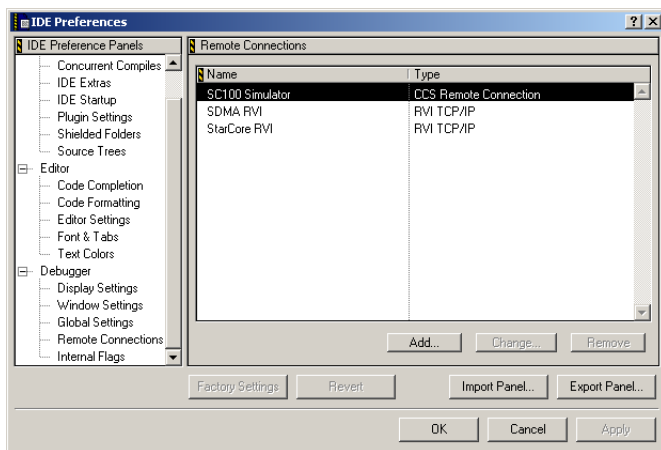 IDE Preferences
IDE Preference Panels
Concurrent Compiles
IDE Extras
IDE Startup
Plugin Settings
Shielded Folders
Source Trees
Editor
Code Completion
Code Formatting
Editor Settings
Font & Tabs
Text Colors
Debugger
Display Settings
Window Settings
Global Settings
Remote Connections
Internal Flags
Remote Connections
Name Type
SC100 Simulator CCS Remote Connection
SDMA RVI RVI TCP/IP
StarCore RVI RVI TCP/IP
Add... Change... Remove
Factory Settings Revert Import Panel... Export Panel...
OK Cancel Apply